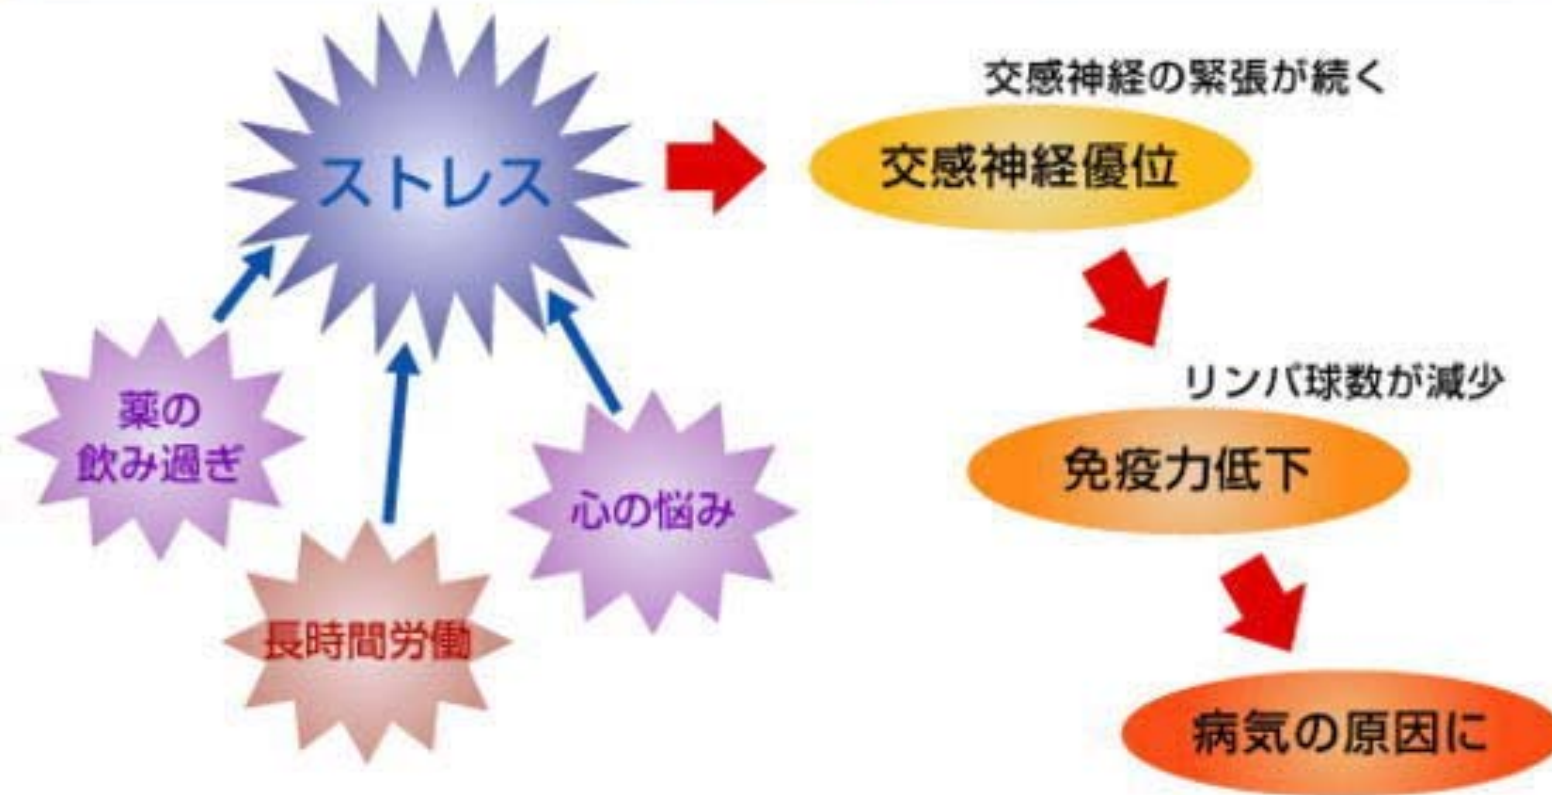 ストレス
薬の
飲み過ぎ
長時間労働
心の悩み
交感神経の緊張が続く
交感神経優位
リンパ球数が減少
免疫力低下
病気の原因に